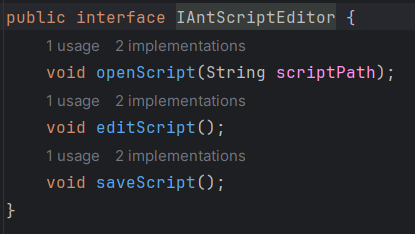 public interface IAntScriptEditor {
1 usage 2 implementations
void openScript(String scriptPath);
1 usage 2 implementations
void editScript();
1 usage 2 implementations
void saveScript();
}